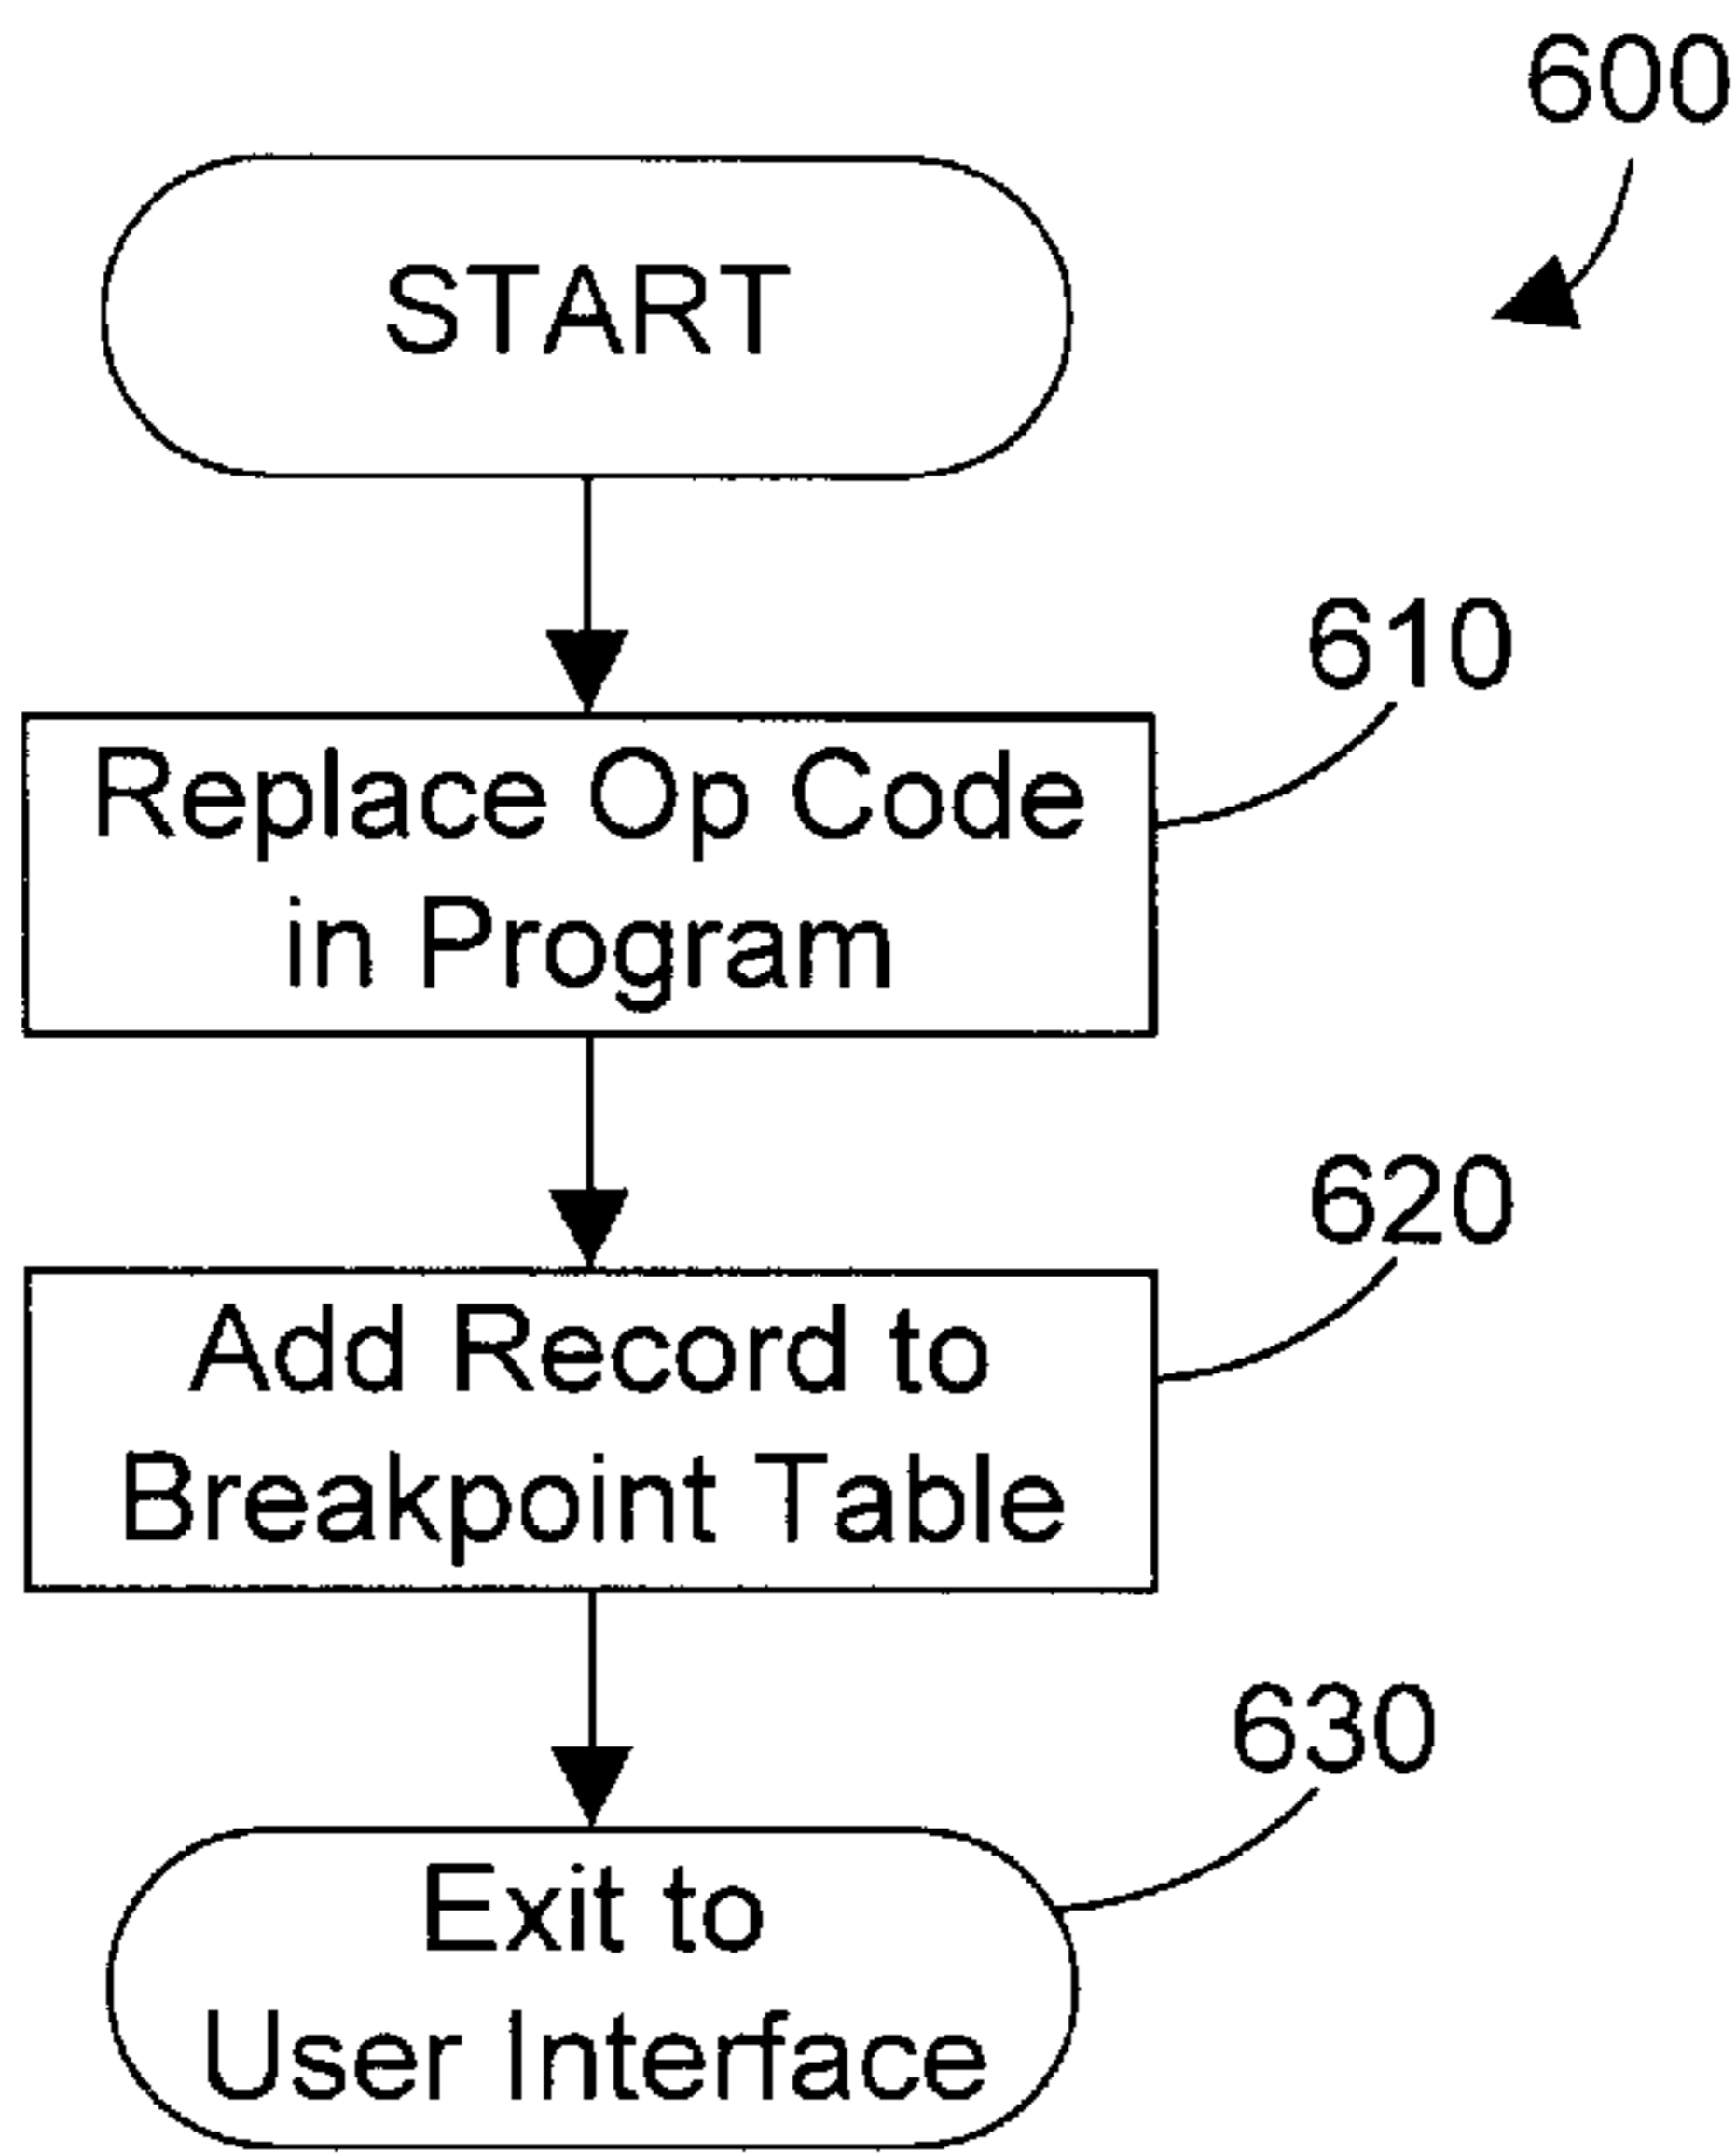 600
START
610
Replace Op Code
in Program
620
Add Record to
Breakpoint Table
630
Exit to
User Interface